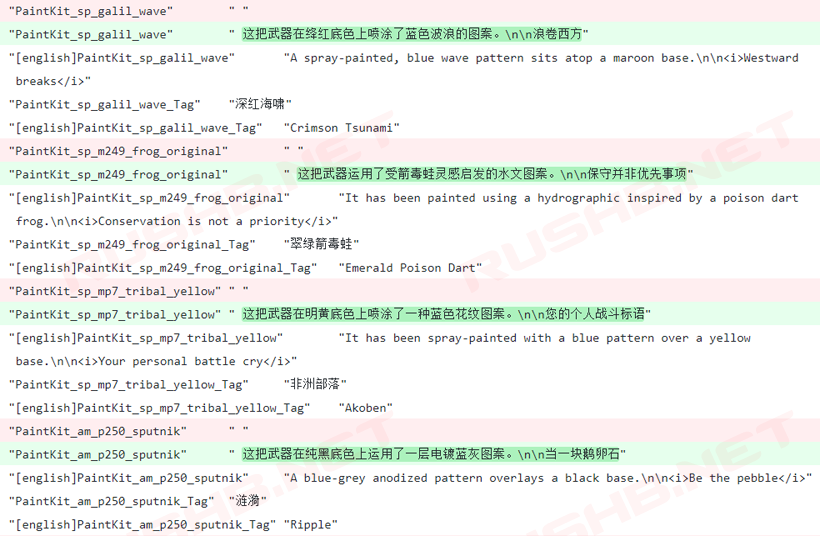 "PaintKit_sp_galil_wave" " "
"PaintKit_sp_galil_wave" " 这把武器在绛红底色上喷涂了蓝色波浪的图案。\n\n浪卷西方"
"[english]PaintKit_sp_galil_wave" "A spray-painted, blue wave pattern sits atop a maroon base.\n\n<i>Westward
breaks</i>"
"PaintKit_sp_galil_wave_Tag" "深红海啸"
"[english]PaintKit_sp_galil_wave_Tag" "Crimson Tsunami"
"PaintKit_sp_m249_frog_original" " "
"PaintKit_sp_m249_frog_original" " 这把武器运用了受箭毒蛙灵感启发的水文图案。\n\n保守并非优先事项"
"[english]PaintKit_sp_m249_frog_original" "It has been painted using a hydrographic inspired by a poison dart
frog.\n\n<i>Conservation is not a priority</i>"
"PaintKit_sp_m249_frog_original_Tag" "翠绿箭毒蛙"
"[english]PaintKit_sp_m249_frog_original_Tag" "Emerald Poison Dart"
"PaintKit_sp_mp7_tribal_yellow" " "
"PaintKit_sp_mp7_tribal_yellow" " 这把武器在明黄底色上喷涂了一种蓝色花纹图案。\n\n您的个人战斗标语"
"[english]PaintKit_sp_mp7_tribal_yellow" "It has been spray-painted with a blue pattern over a yellow
base.\n\n<i>Your personal battle cry</i>"
"PaintKit_sp_mp7_tribal_yellow_Tag" "非洲部落"
"[english]PaintKit_sp_mp7_tribal_yellow_Tag" "Akoben"
"PaintKit_am_p250_sputnik" " "
"PaintKit_am_p250_sputnik" " 这把武器在纯黑底色上运用了一层电镀蓝灰图案。\n\n当一块鹅卵石"
"[english]PaintKit_am_p250_sputnik" "A blue-grey anodized pattern overlays a black base.\n\n<i>Be the pebble</i>"
"PaintKit_am_p250_sputnik_Tag" "涟漪"
"[english]PaintKit_am_p250_sputnik_Tag" "Ripple"
RUSHB.NET
RUSHB.NET
RUSHB.NET
RUSHB.NET